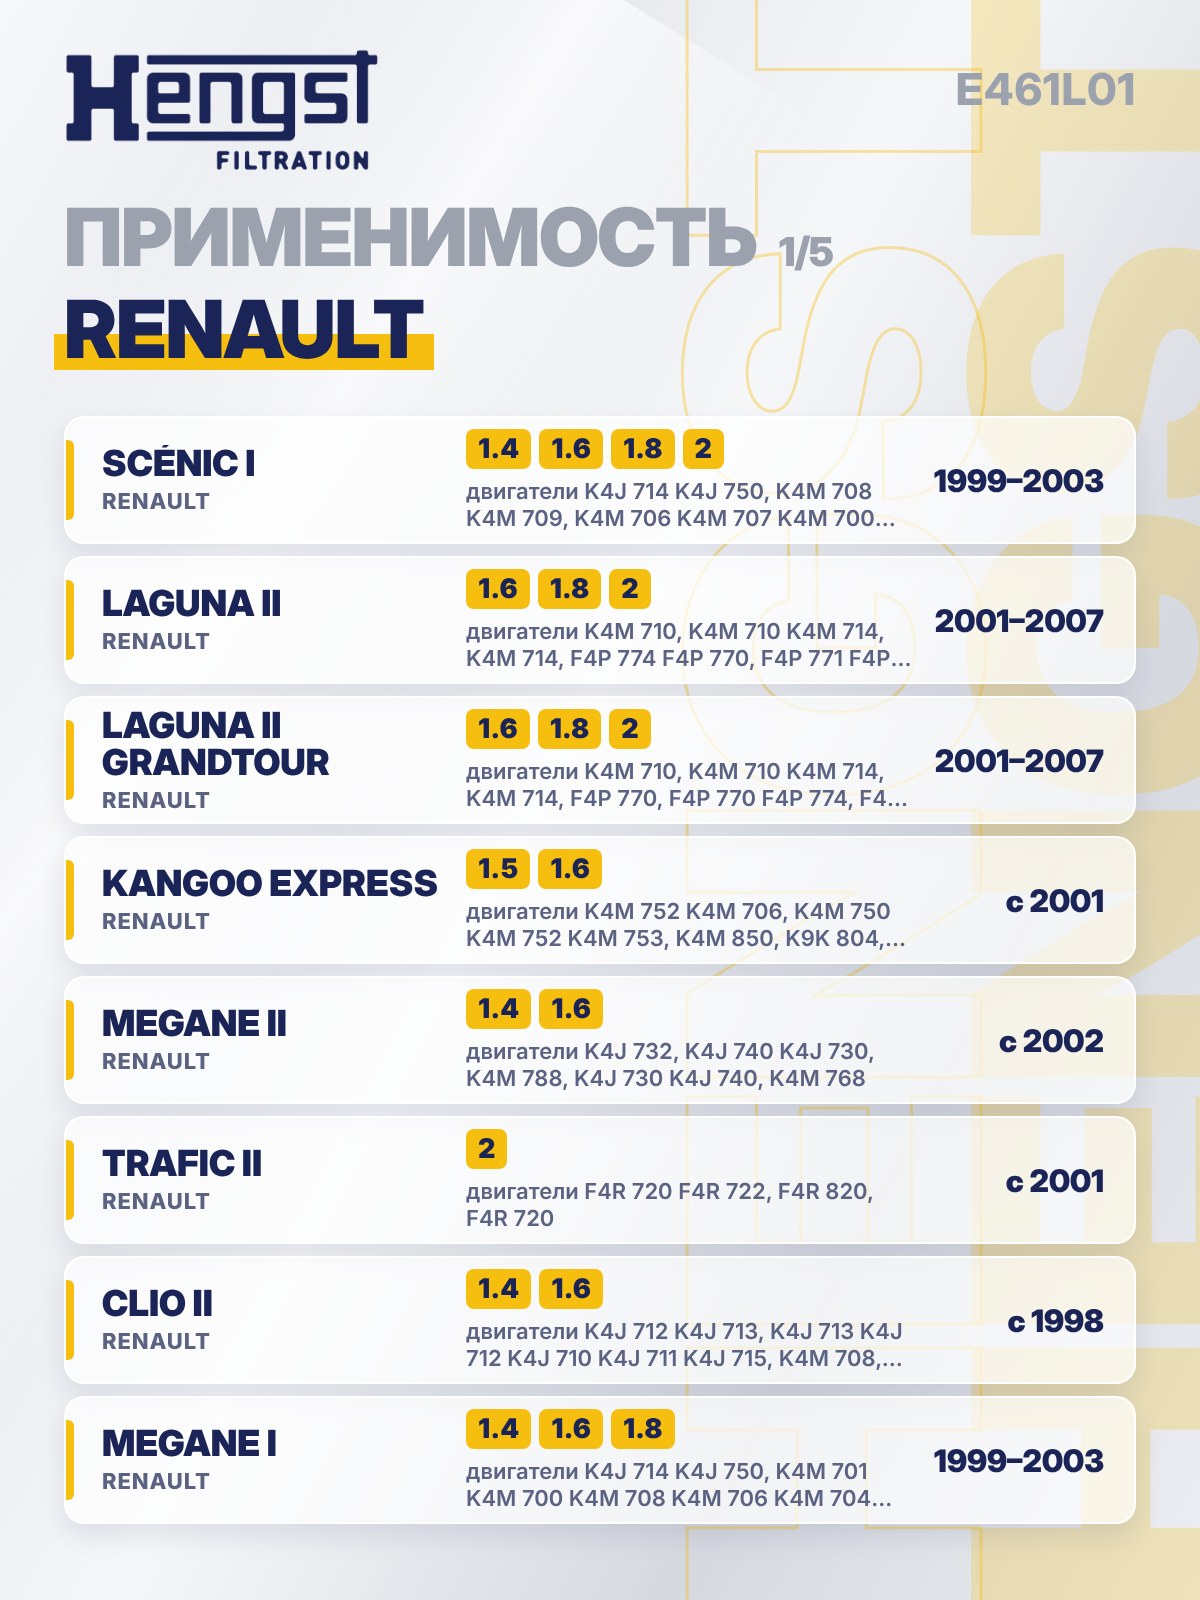 Hengst
FILTRATION
E461L01
ПРИМЕНИМОСТЬ 1/5
RENAULT
SCÉNIC I
RENAULT
1.4 1.6 1.8 2
двигатели K4J 714 K4J 750, K4M 708
K4M 709, K4M 706 K4M 707 K4M 700...
1999–2003
LAGUNA II
RENAULT
1.6 1.8 2
двигатели K4M 710, K4M 710 K4M 714,
K4M 714, F4P 774 F4P 770, F4P 771 F4P...
2001–2007
LAGUNA II
GRANDTOUR
RENAULT
1.6 1.8 2
двигатели K4M 710, K4M 710 K4M 714,
K4M 714, F4P 770, F4P 770 F4P 774, F4...
2001–2007
KANGOO EXPRESS
RENAULT
1.5 1.6
двигатели K4M 752 K4M 706, K4M 750
K4M 752 K4M 753, K4M 850, K9K 804,...
с 2001
MEGANE II
RENAULT
1.4 1.6
двигатели K4J 732, K4J 740 K4J 730,
K4M 788, K4J 730 K4J 740, K4M 768
с 2002
TRAFIC II
RENAULT
2
двигатели F4R 720 F4R 722, F4R 820,
F4R 720
с 2001
CLIO II
RENAULT
1.4 1.6
двигатели K4J 712 K4J 713, K4J 713 K4J
712 K4J 710 K4J 711 K4J 715, K4M 708,...
с 1998
MEGANE I
RENAULT
1.4 1.6 1.8
двигатели K4J 714 K4J 750, K4M 701
K4M 700 K4M 708 K4M 706 K4M 704...
1999–2003